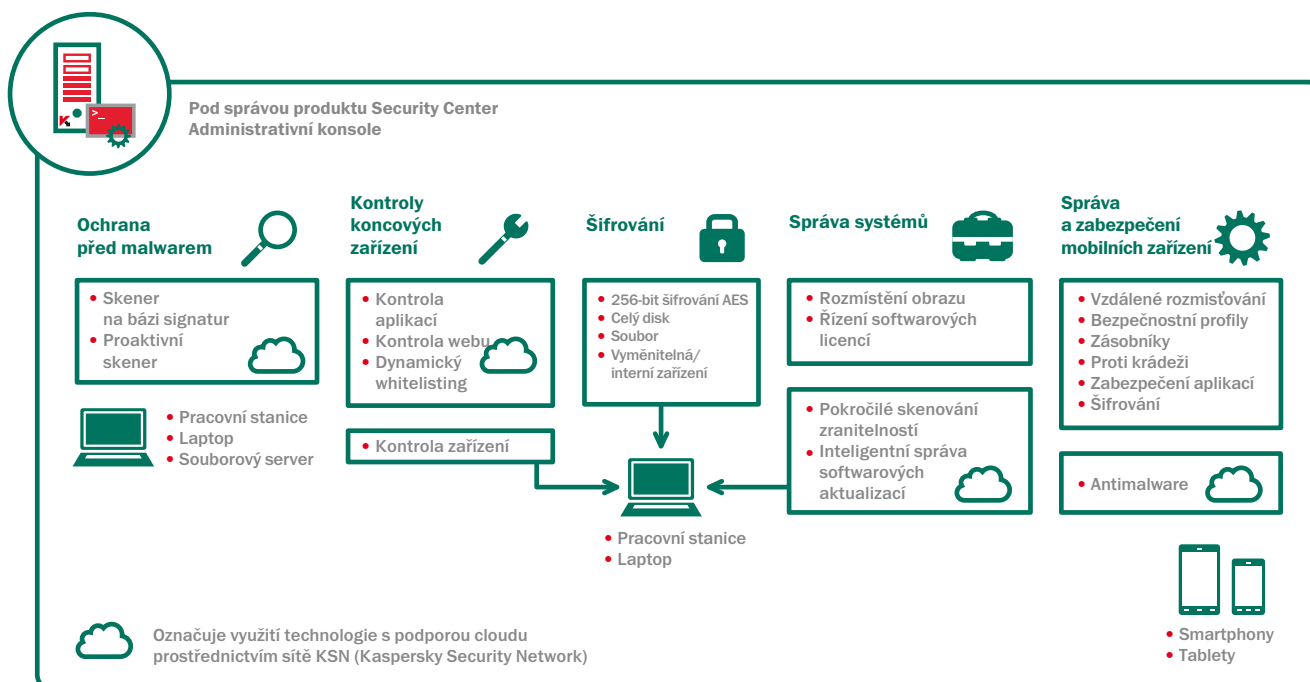 >_
K
Pod správou produktu Security Center
Administrativní konsole
Ochrana
před malwarem
• Skener
na bázi signatur
• Proaktivní
skener
• Pracovní stanice
• Laptop
• Souborový server
Kontroly
koncových
zařízení
• Kontrola
aplikací
• Kontrola webu
• Dynamický
whitelisting
• Kontrola zařízení
Šifrování
• 256-bit šifrování AES
• Celý disk
• Soubor
• Vyměnitelná/
interní zařízení
• Pracovní stanice
• Laptop
Správa systémů
• Rozmístění obrazu
• Řízení softwarových
licencí
• Pokročilé skenování
zranitelností
• Inteligentní správa
softwarových
aktualizací
Správa
a zabezpečení
mobilních zařízení
• Vzdálené rozmisťování
• Bezpečnostní profily
• Zásobníky
• Proti krádeži
• Zabezpečení aplikací
• Šifrování
• Antimalware
• Smartphony
• Tablety
Označuje využití technologie s podporou cloudu
prostřednictvím sítě KSN (Kaspersky Security Network)